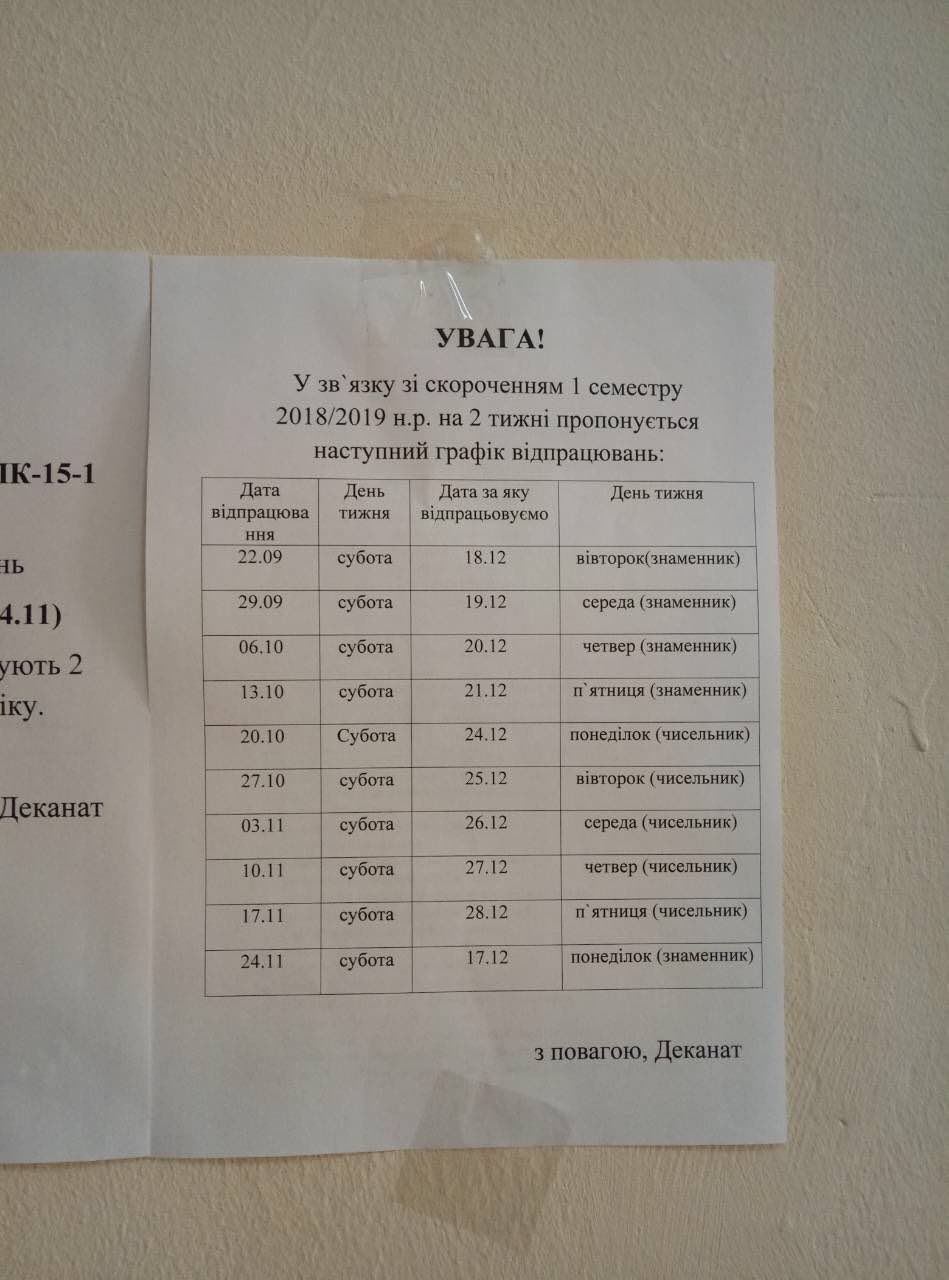 ІК-15-1
нь
4.11)
ують 2
іку.
Деканат
УВАГА!
У зв`язку зі скороченням 1 семестру
2018/2019 н.р. на 2 тижні пропонується
наступний графік відпрацювань:
Дата відпрацюва ння День тижня Дата за яку відпрацьовуємо День тижня
22.09 субота 18.12 вівторок(знаменник)
29.09 субота 19.12 середа (знаменник)
06.10 субота 20.12 четвер (знаменник)
13.10 субота 21.12 п`ятниця (знаменник)
20.10 Субота 24.12 понеділок (чисельник)
27.10 субота 25.12 вівторок (чисельник)
03.11 субота 26.12 середа (чисельник)
10.11 субота 27.12 четвер (чисельник)
17.11 субота 28.12 п`ятниця (чисельник)
24.11 субота 17.12 понеділок (знаменник)
з повагою, Деканат